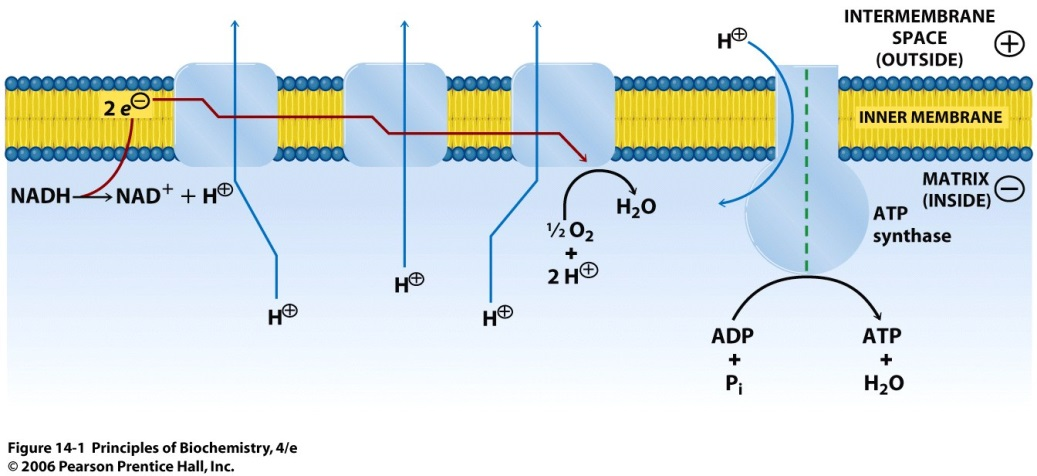 INTERMEMBRANE
SPACE
(OUTSIDE) ⊕
H⊕
2 e⊖
INNER MEMBRANE
NADH → NAD⁺ + H⊕
MATRIX
(INSIDE) ⊖
H₂O
½ O₂
+
2 H⊕
ATP
synthase
H⊕
H⊕
H⊕
ADP
+
Pᵢ
ATP
+
H₂O
Figure 14-1 Principles of Biochemistry, 4/e
© 2006 Pearson Prentice Hall, Inc.